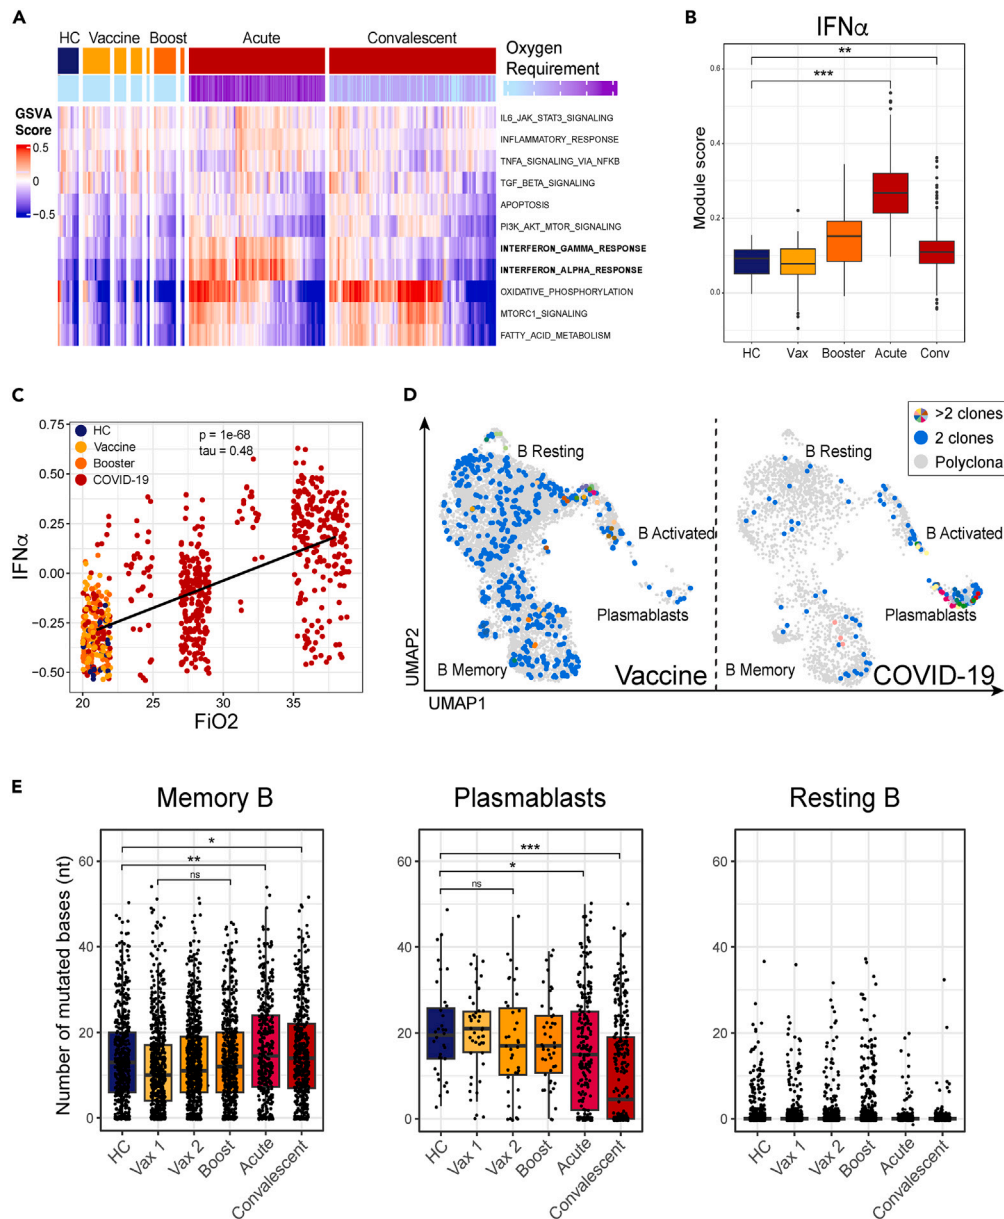 A
HC Vaccine Boost Acute Convalescent
Oxygen
Requirement
GSVA
Score
0.5
0
−0.5
IL6_JAK_STAT3_SIGNALING
INFLAMMATORY_RESPONSE
TNFA_SIGNALING_VIA_NFKB
TGF_BETA_SIGNALING
APOPTOSIS
PI3K_AKT_MTOR_SIGNALING
INTERFERON_GAMMA_RESPONSE
INTERFERON_ALPHA_RESPONSE
OXIDATIVE_PHOSPHORYLATION
MTORC1_SIGNALING
FATTY_ACID_METABOLISM
B
IFNα
Module score
0.6
0.4
0.2
0.0
**
***
HC Vax Booster Acute Conv
C
IFNα
0.75
0.50
0.25
0.00
−0.25
−0.50
HC
Vaccine
Booster
COVID-19
p = 1e-68
tau = 0.48
20 25 30 35
FiO2
D
>2 clones
2 clones
Polyclona
B Resting
B Activated
Plasmablasts
B Memory
Vaccine
B Resting
B Activated
Plasmablasts
B Memory
COVID-19
UMAP2
UMAP1
E
Memory B
Number of mutated bases (nt)
60
40
20
0
*
**
ns
HC Vax 1 Vax 2 Boost Acute Convalescent
Plasmablasts
60
40
20
0
***
*
ns
HC Vax 1 Vax 2 Boost Acute Convalescent
Resting B
60
40
20
0
HC Vax 1 Vax 2 Boost Acute Convalescent